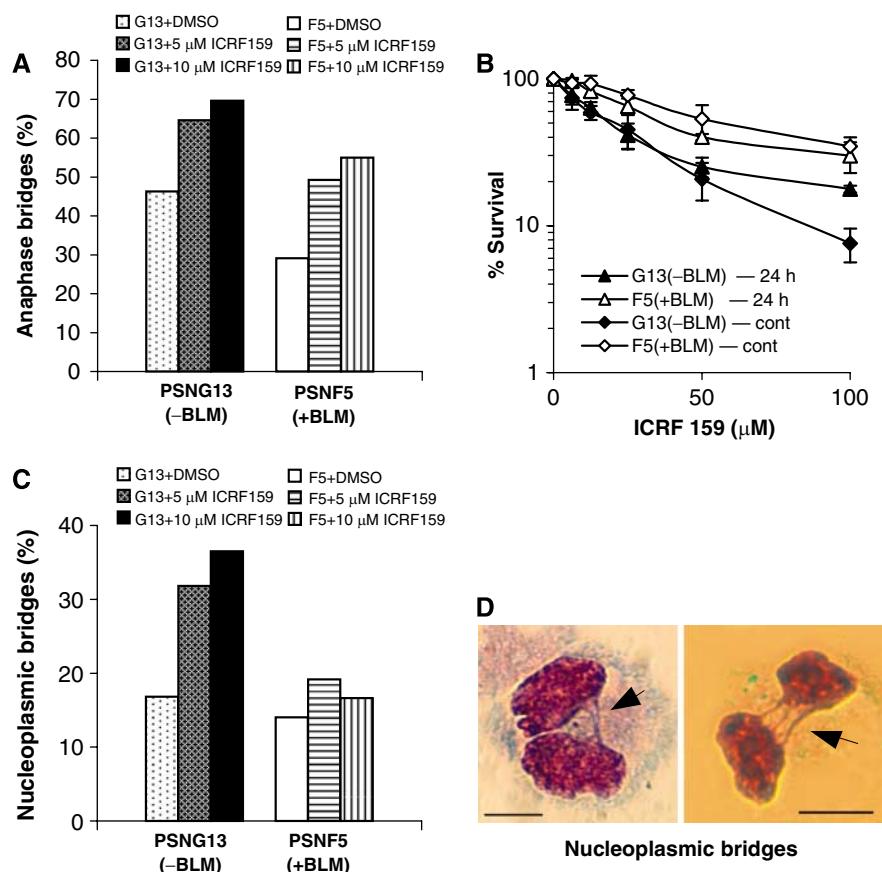 A
G13+DMSO
G13+5 μM ICRF159
G13+10 μM ICRF159
F5+DMSO
F5+5 μM ICRF159
F5+10 μM ICRF159
Anaphase bridges (%)
80
70
60
50
40
30
20
10
0
PSNG13
(−BLM)
PSNF5
(+BLM)
B
% Survival
100
10
1
G13(−BLM) — 24 h
F5(+BLM) — 24 h
G13(−BLM) — cont
F5(+BLM) — cont
0
50
100
ICRF 159 (μM)
C
G13+DMSO
G13+5 μM ICRF159
G13+10 μM ICRF159
F5+DMSO
F5+5 μM ICRF159
F5+10 μM ICRF159
Nucleoplasmic bridges (%)
40
30
20
10
0
PSNG13
(−BLM)
PSNF5
(+BLM)
D
Nucleoplasmic bridges